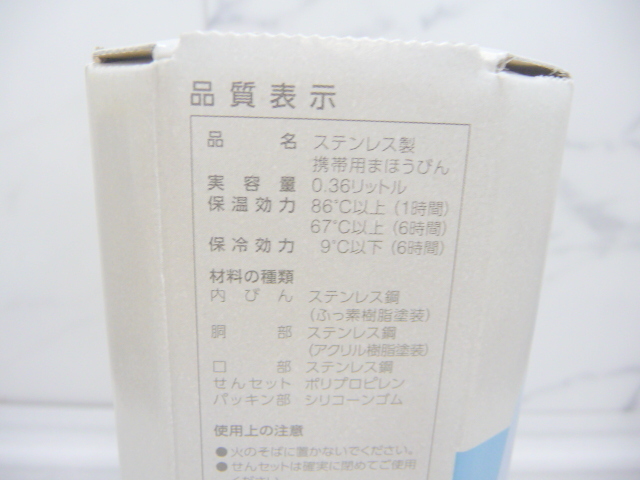 品質表示
品名 ステンレス製
携帯用まほうびん
実容量 0.36リットル
保温効力 86℃以上(1時間)
67℃以上(6時間)
保冷効力 9℃以下(6時間)
材料の種類
内びん ステンレス鋼
(ふっ素樹脂塗装)
胴部 ステンレス鋼
(アクリル樹脂塗装)
口部 ステンレス鋼
せんセット ポリプロピレン
パッキン部 シリコーンゴム
使用上の注意
●火のそばに置かないでください。
●せんセットは確実に閉めてご使用
ください。